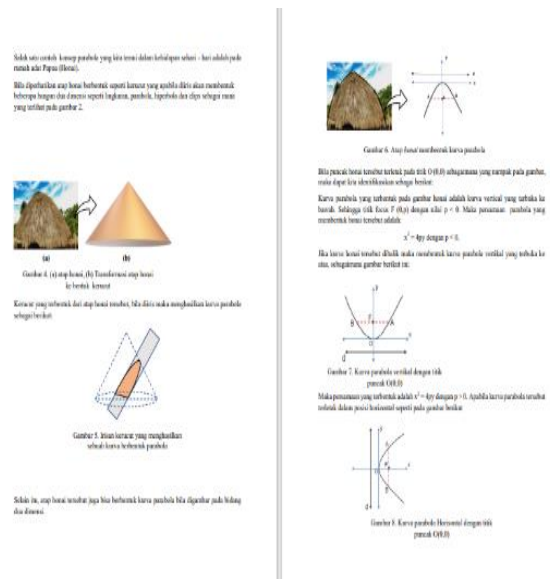 Salah satu contoh konsep parabola yang kita temui dalam kehidupan sehari - hari adalah pada
rumah adat Papua (Honai).
Bila diperhatikan atap honai berbentuk seperti kerucut yang apabila diiris akan membentuk
beberapa bangun dua dimensi seperti lingkaran, parabola, hiperbola dan elips sebagai mana
yang terlihat pada gambar 2.
(a) (b)
Gambar 4. (a) atap honai, (b) Transformasi atap honai
ke bentuk kerucut
Kerucut yang terbentuk dari atap honai tersebut, bila diiris maka menghasilkan kurva parabola
sebagai berikut:
Gambar 5. Irisan kerucut yang menghasilkan
sebuah kurva berbentuk parabola
Selain itu, atap honai tersebut juga bisa berbentuk kurva parabola bila digambar pada bidang
dua dimensi.
Gambar 6. Atap honai membentuk kurva parabola
Bila puncak honai tersebut terletak pada titik O (0,0) sebagaimana yang nampak pada gambar,
maka dapat kita identifikasikan sebagai berikut:
Kurva parabola yang terbentuk pada gambar honai adalah kurva vertical yang terbuka ke
bawah. Sehingga titik focus F (0,p) dengan nilai p < 0. Maka persamaan parabola yang
membentuk honai tersebut adalah:
x² = 4py dengan p < 0.
Jika kurva honai tersebut dibalik maka membentuk kurva parabola vertikal yang terbuka ke
atas, sebagaimana gambar berikut ini:
y
B F A
O
d
Gambar 7. Kurva parabola vertikal dengan titik
puncak O(0,0)
Maka persamaan yang terbentuk adalah x² = 4py dengan p > 0. Apabila kurva parabola tersebut
terletak dalam posisi horizontal seperti pada gambar berikut
d
Gambar 8. Kurva parabola Horizontal dengan titik
puncak O(0,0)